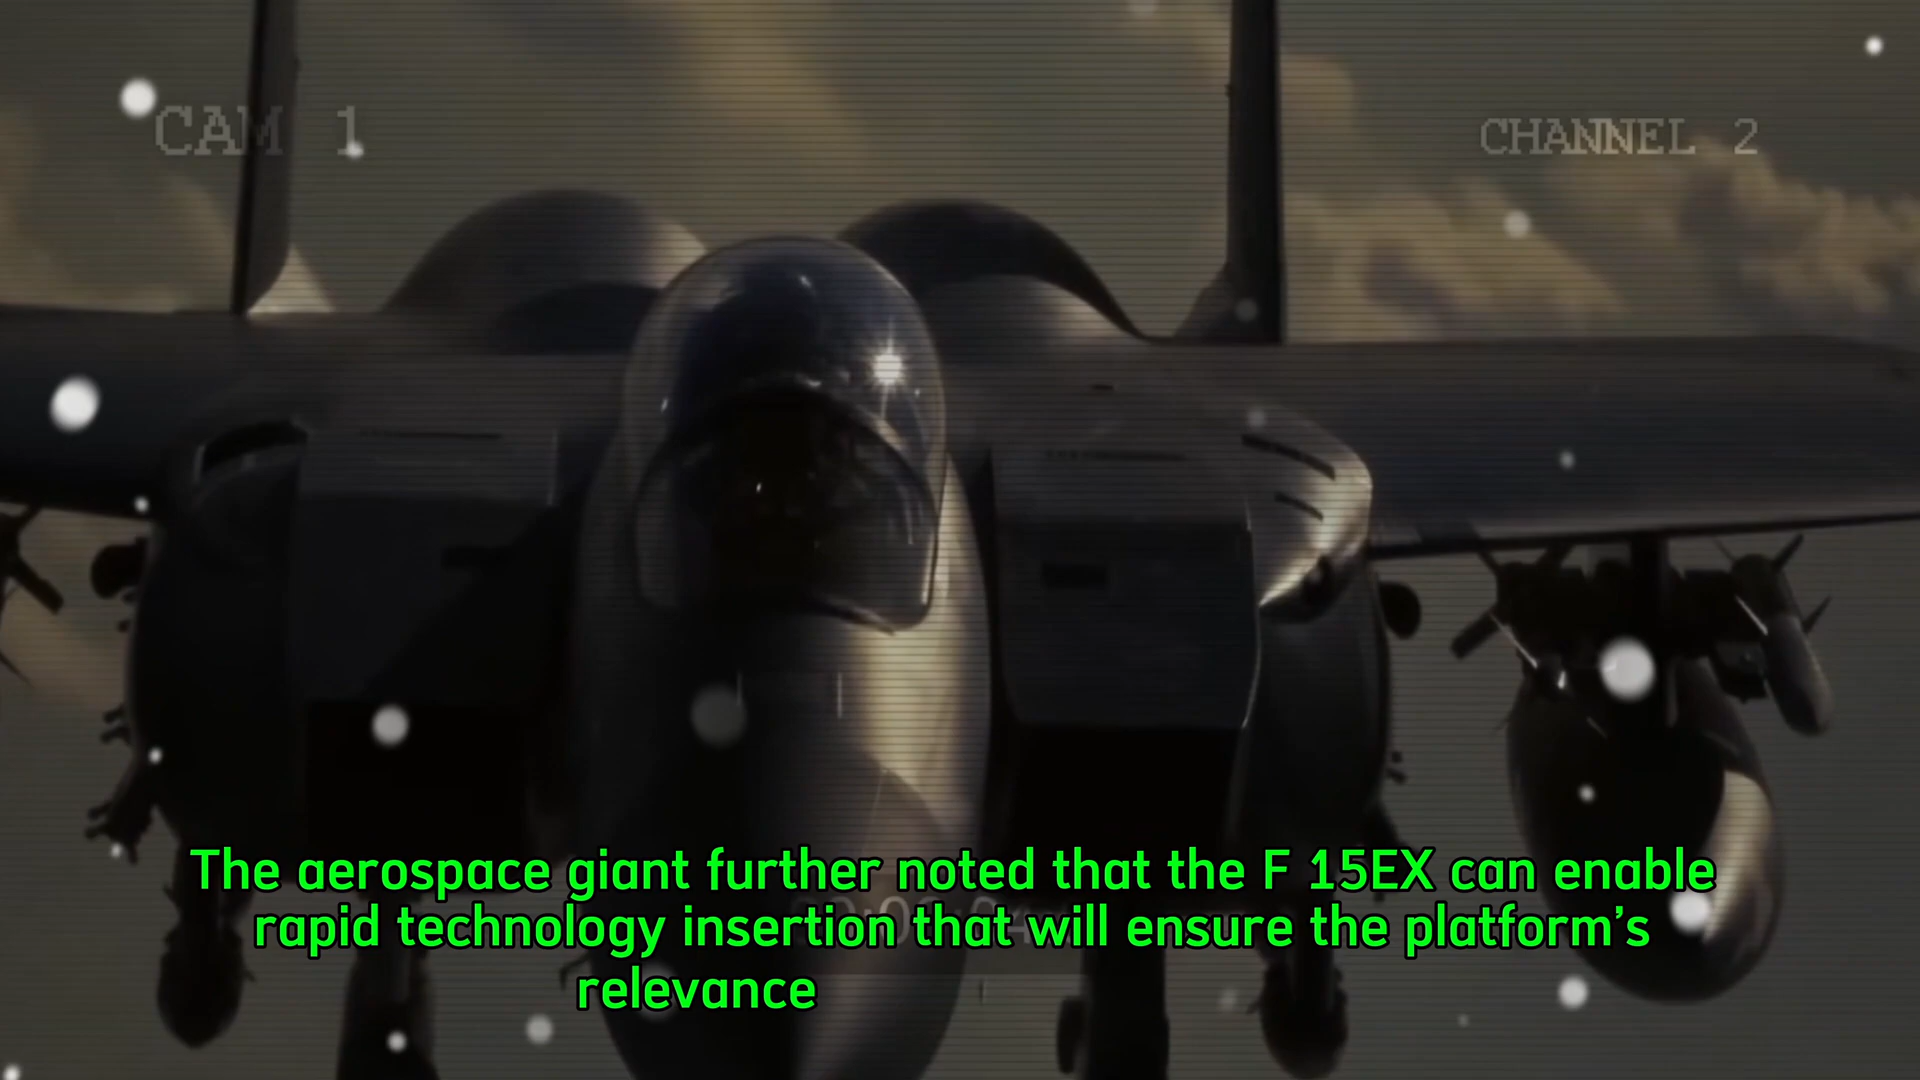 CAM 1
CHANNEL 2
The aerospace giant further noted that the F 15EX can enable
rapid technology insertion that will ensure the platform's
relevance